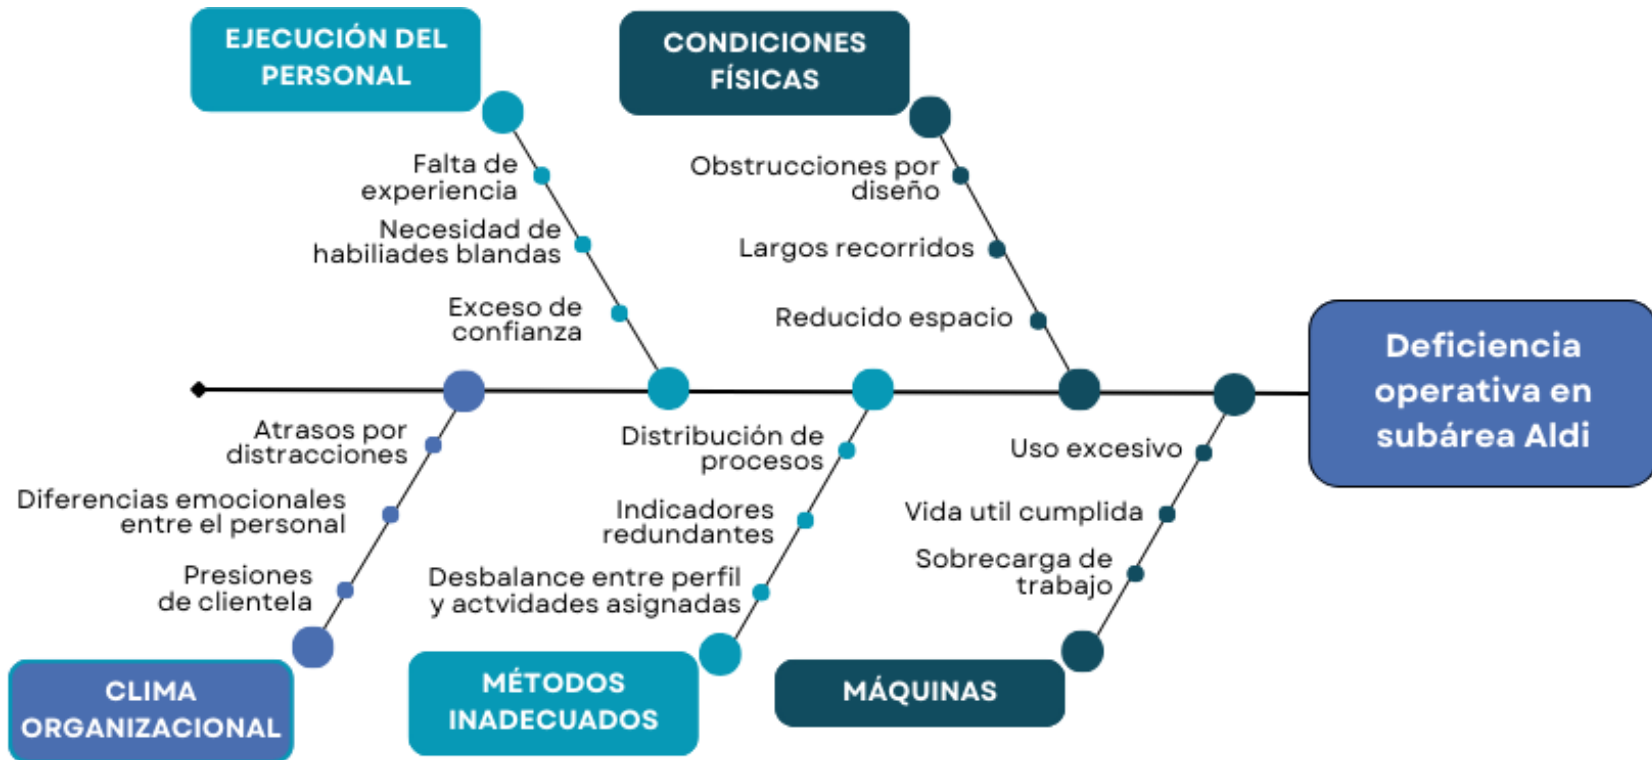 EJECUCIÓN DEL
PERSONAL
CONDICIONES
FÍSICAS
Falta de
experiencia
Necesidad de
habiliades blandas
Exceso de
confianza
Obstrucciones por
diseño
Largos recorridos
Reducido espacio
Deficiencia
operativa en
subárea Aldi
Atrasos por
distracciones
Diferencias emocionales
entre el personal
Presiones
de clientela
Distribución de
procesos
Indicadores
redundantes
Desbalance entre perfil
y actvidades asignadas
Uso excesivo
Vida util cumplida
Sobrecarga de
trabajo
CLIMA
ORGANIZACIONAL
MÉTODOS
INADECUADOS
MÁQUINAS